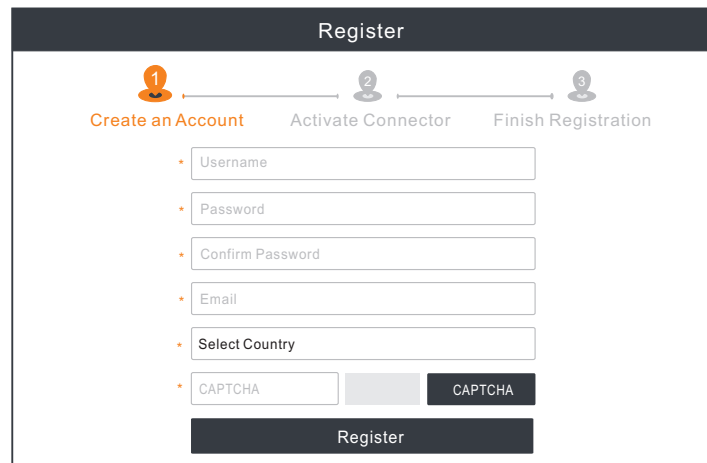 Register
1 2 3
Create an Account Activate Connector Finish Registration
* Username
* Password
* Confirm Password
* Email
* Select Country
* CAPTCHA CAPTCHA
Register